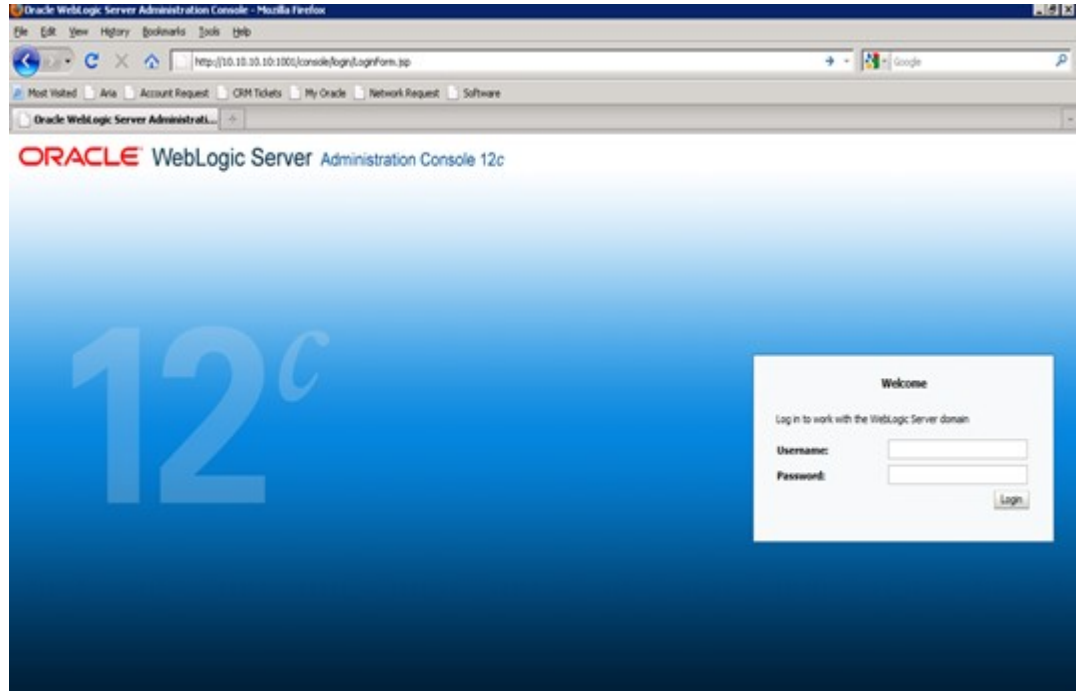 Oracle WebLogic Server Administration Console - Mozilla Firefox
File Edit View History Bookmarks Tools Help
http://10.10.10.10:1001/console/login/LoginForm.jsp
Google
Most Visited Aria Account Request CRM Tickets My Oracle Network Request Software
Oracle WebLogic Server Administrati...
ORACLE WebLogic Server Administration Console 12c
12c
Welcome
Log in to work with the WebLogic Server domain
Username:
Password:
Login